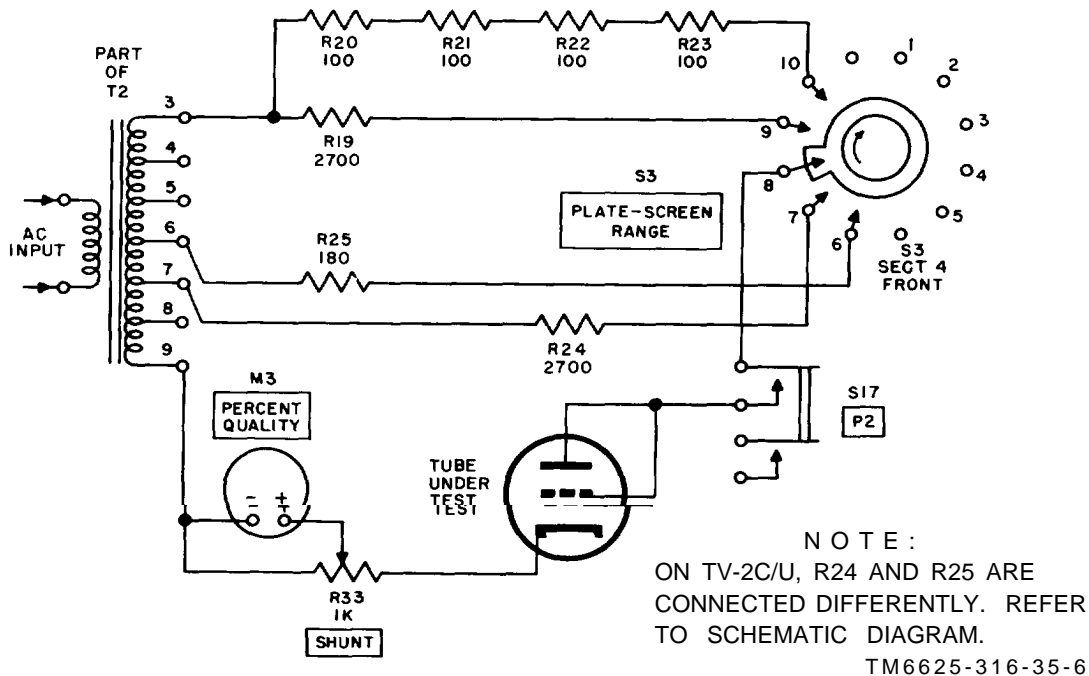 PART
OF
T2
AC
INPUT
3
4
5
6
7
8
9
R20
100
R21
100
R22
100
R23
100
R19
2700
R25
180
R24
2700
S3
PLATE-SCREEN
RANGE
10
9
8
7
6
1
2
3
4
5
S3
SECT 4
FRONT
M3
PERCENT
QUALITY
- +
R33
1K
SHUNT
TUBE
UNDER
TEST
S17
P2
NOTE:
ON TV-2C/U, R24 AND R25 ARE
CONNECTED DIFFERENTLY. REFER
TO SCHEMATIC DIAGRAM.
TM6625-316-35-6